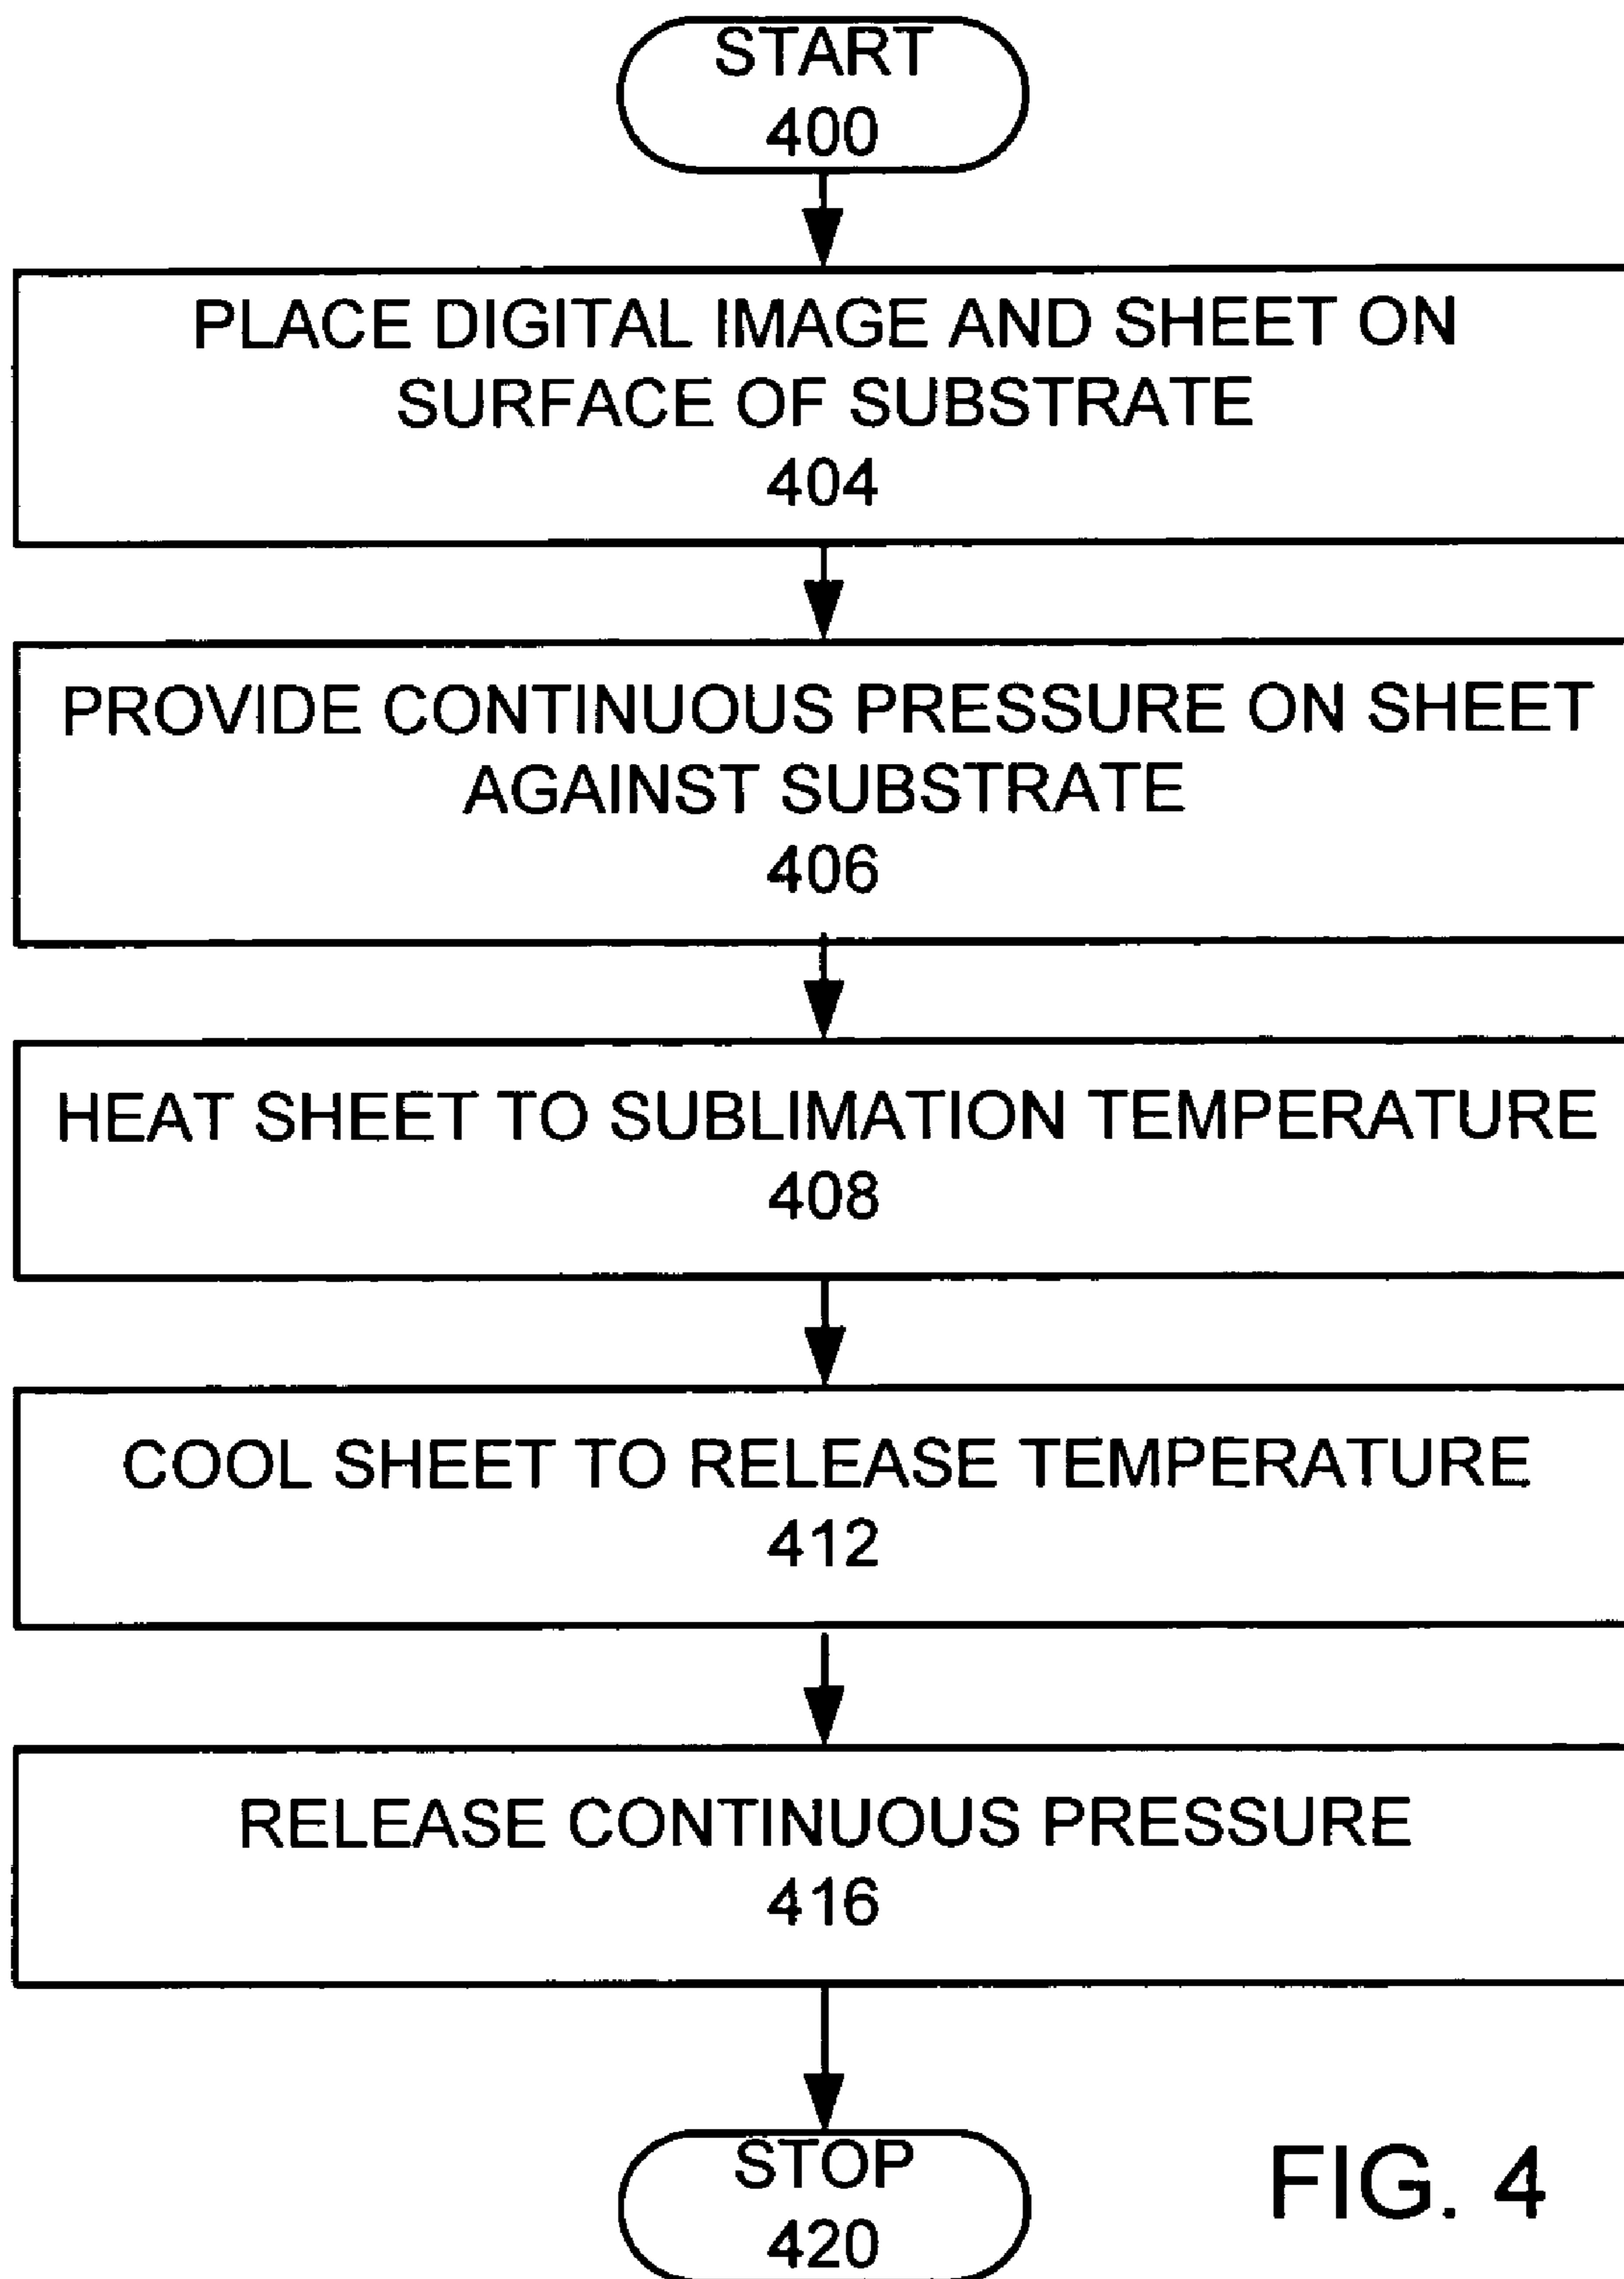 START
400
PLACE DIGITAL IMAGE AND SHEET ON
SURFACE OF SUBSTRATE
404
PROVIDE CONTINUOUS PRESSURE ON SHEET
AGAINST SUBSTRATE
406
HEAT SHEET TO SUBLIMATION TEMPERATURE
408
COOL SHEET TO RELEASE TEMPERATURE
412
RELEASE CONTINUOUS PRESSURE
416
STOP
420
FIG. 4